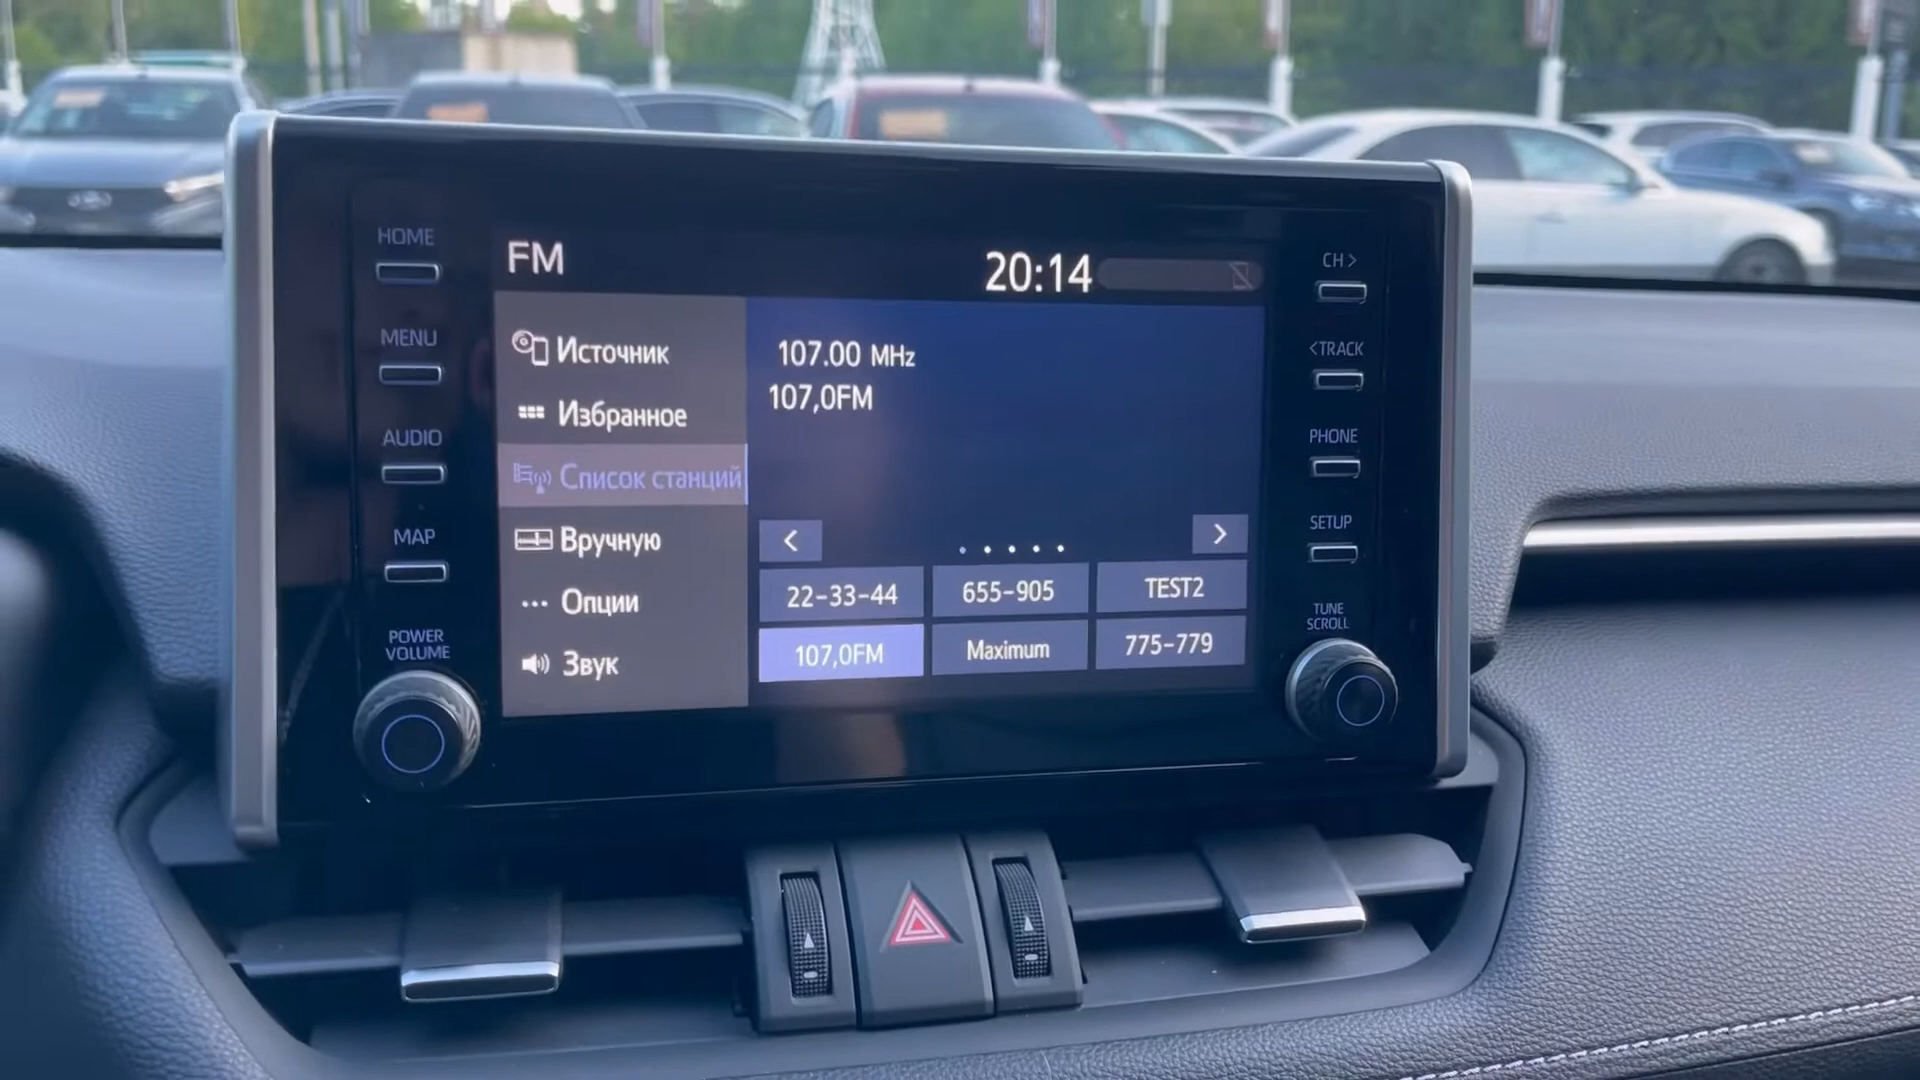 HOME
MENU
AUDIO
MAP
POWER
VOLUME
FM
20:14
Источник
Избранное
Список станций
Вручную
Опции
Звук
107.00 MHz
107,0FM
22-33-44
655-905
TEST2
107,0FM
Maximum
775-779
CH >
< TRACK
PHONE
SETUP
TUNE
SCROLL